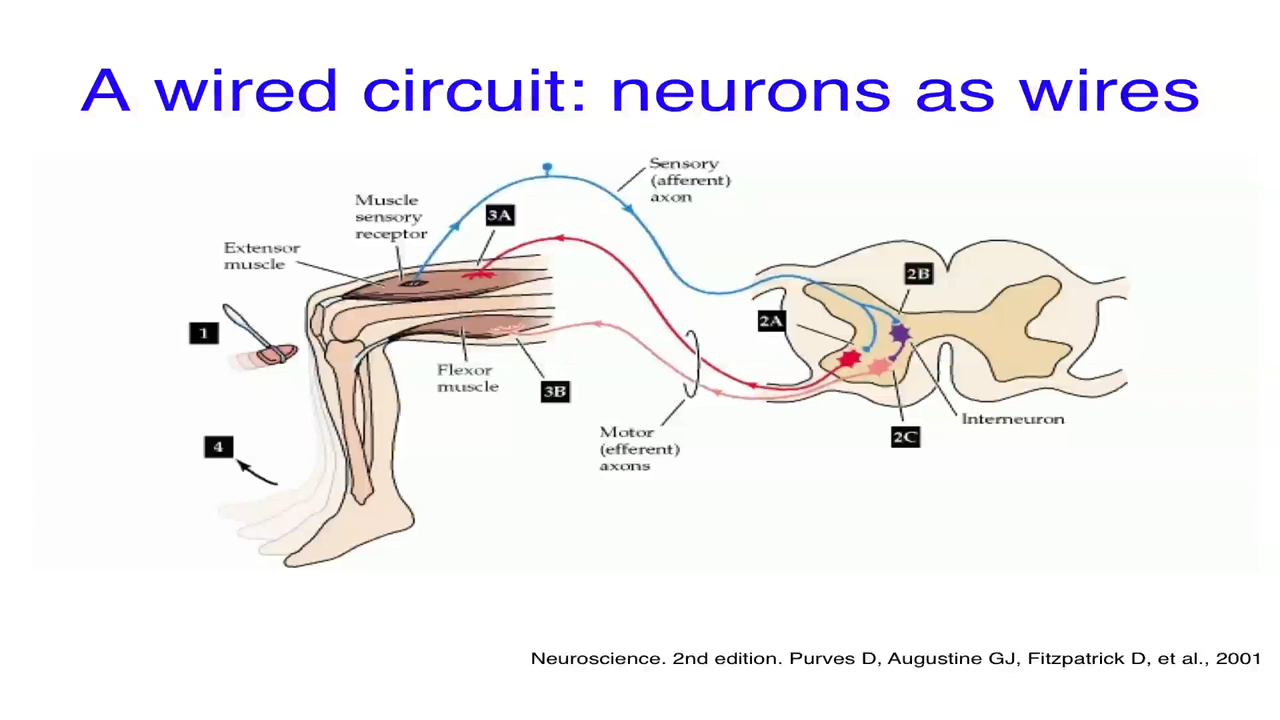 A wired circuit: neurons as wires
Sensory
(afferent)
axon
Muscle
sensory
receptor
3A
Extensor
muscle
2B
1
2A
Flexor
muscle
3B
Interneuron
2C
Motor
(efferent)
axons
4
Neuroscience. 2nd edition. Purves D, Augustine GJ, Fitzpatrick D, et al., 2001